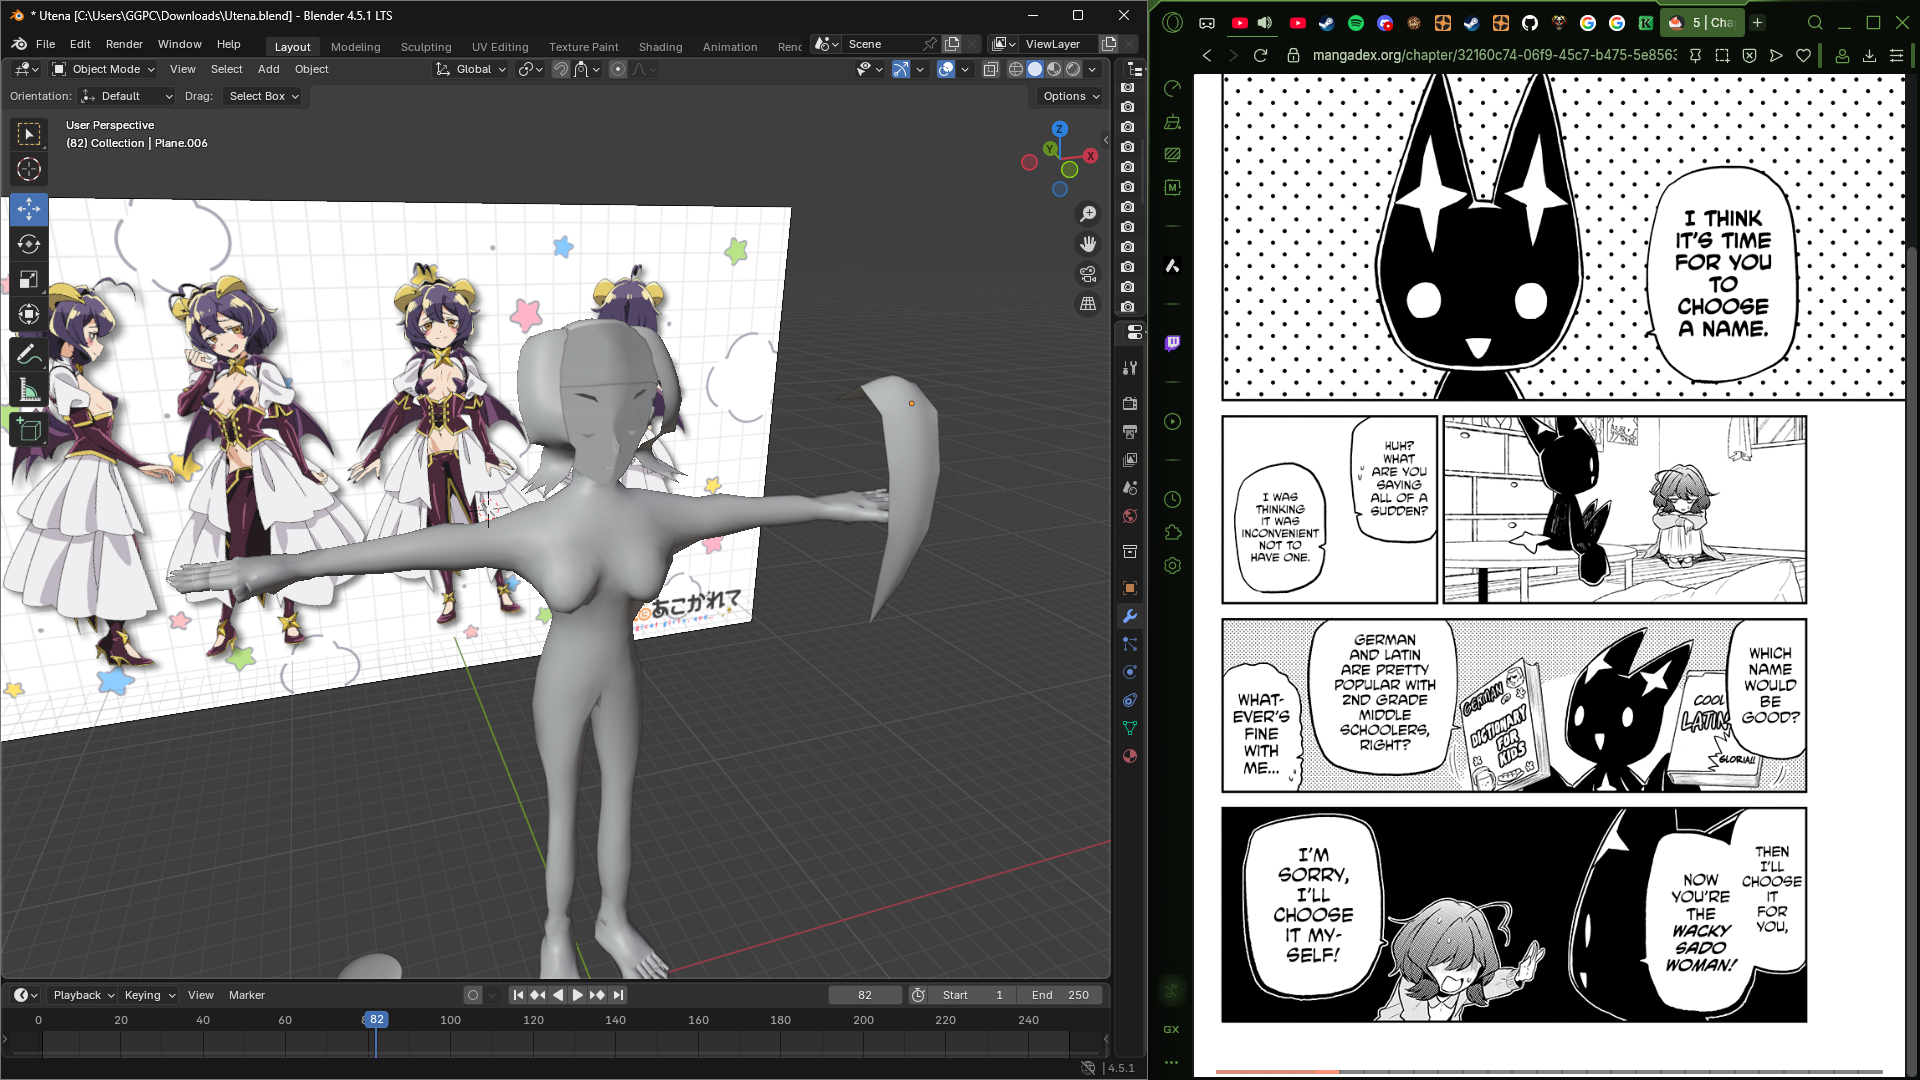 * Utena [C:\Users\GGPC\Downloads\Utena.blend] - Blender 4.5.1 LTS
File Edit Render Window Help
Layout Modeling Sculpting UV Editing Texture Paint Shading Animation Renc
Scene
ViewLayer
Object Mode View Select Add Object
Global
Orientation: Default Drag: Select Box
Options
User Perspective
(82) Collection | Plane.006
Z
Y
X
あこがれて
Playback Keying View Marker
82
Start 1
End 250
0 20 40 60 82 100 120 140 160 180 200 220 240
4.5.1
5 | Cha
mangadex.org/chapter/32160c74-06f9-45c7-b475-5e8563
M
GX
I THINK
IT'S TIME
FOR YOU
TO
CHOOSE
A NAME.
HUH?
WHAT
ARE YOU
SAYING
ALL OF A
SUDDEN?
I WAS
THINKING
IT WAS
INCONVENIENT
NOT TO
HAVE ONE.
WHICH
NAME
WOULD
BE
GOOD?
COOL
LATIN
GLORIA!!
GERMAN
DICTIONARY
FOR
KIDS
GERMAN
AND LATIN
ARE PRETTY
POPULAR WITH
2ND GRADE
MIDDLE
SCHOOLERS,
RIGHT?
WHAT-
EVER'S
FINE
WITH
ME...
THEN
I'LL
CHOOSE
IT
FOR
YOU,
NOW
YOU'RE
THE
WACKY
SADO
WOMAN!
I'M
SORRY,
I'LL
CHOOSE
IT MY-
SELF!